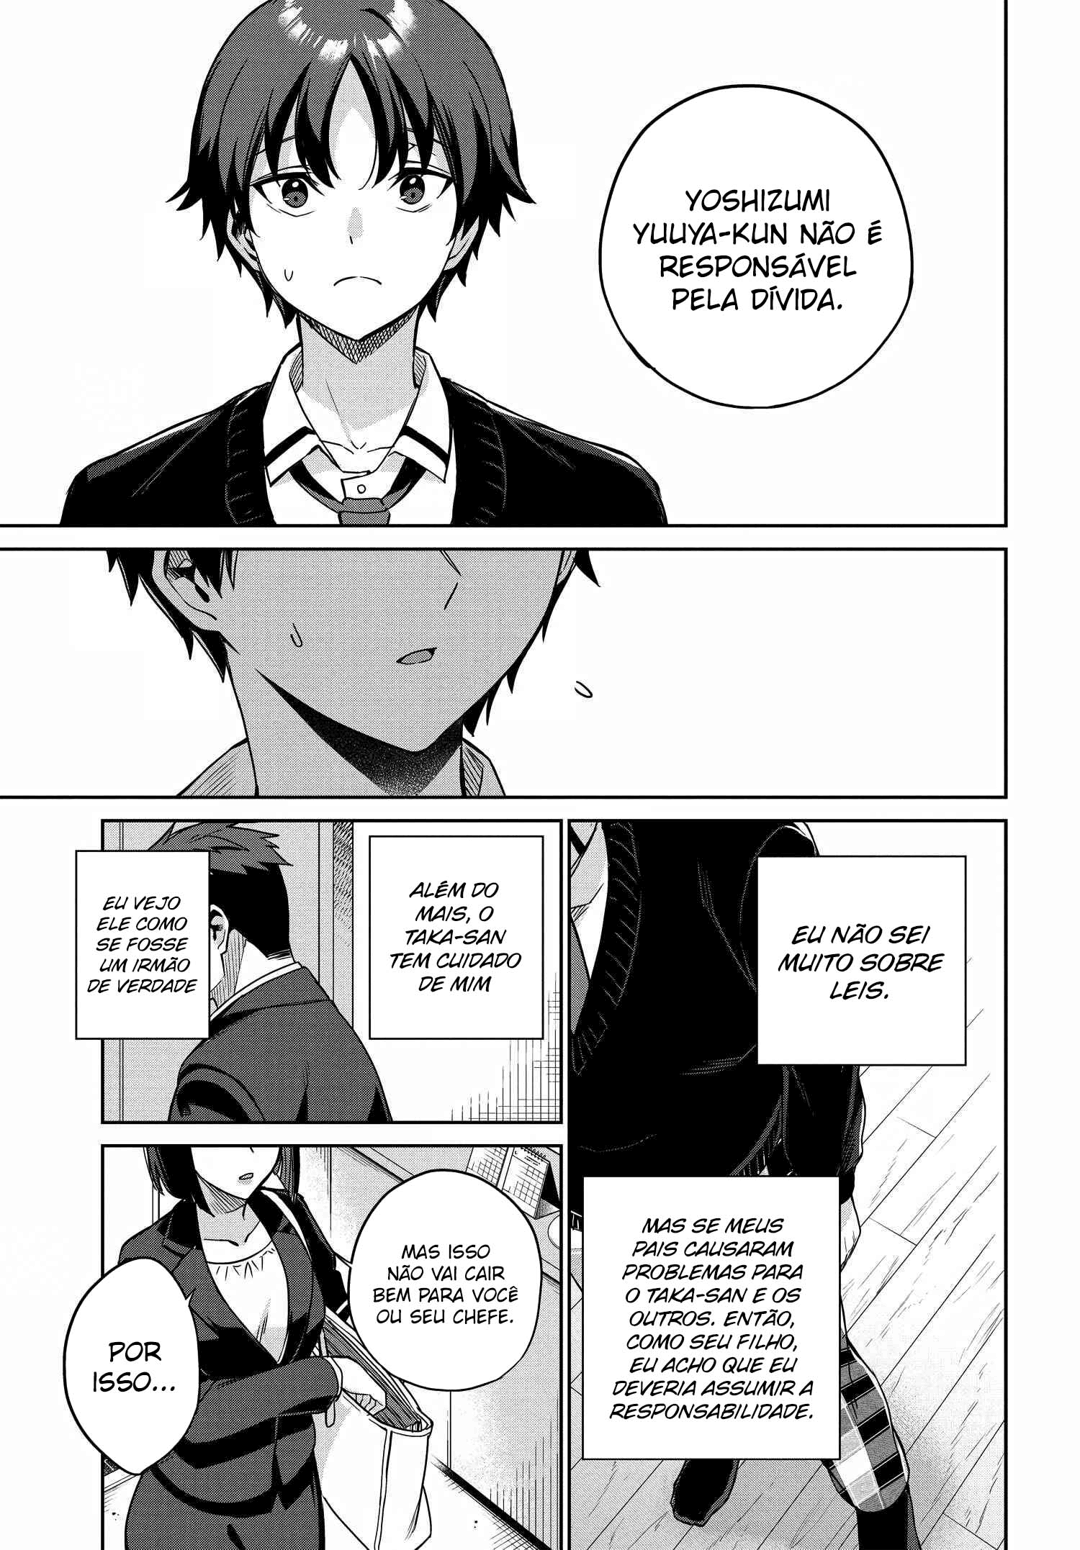 YOSHIZUMI
YUUYA-KUN NÃO É
RESPONSÁVEL
PELA DÍVIDA.
EU NÃO SEI
MUITO SOBRE
LEIS.
MAS SE MEUS
PAIS CAUSARAM
PROBLEMAS PARA
O TAKA-SAN E OS
OUTROS. ENTÃO,
COMO SEU FILHO,
EU ACHO QUE EU
DEVERIA ASSUMIR A
RESPONSABILIDADE.
ALÉM DO
MAIS, O
TAKA-SAN
TEM CUIDADO
DE MIM
EU VEJO
ELE COMO
SE FOSSE
UM IRMÃO
DE VERDADE
MAS ISSO
NÃO VAI CAIR
BEM PARA VOCÊ
OU SEU CHEFE.
POR
ISSO...